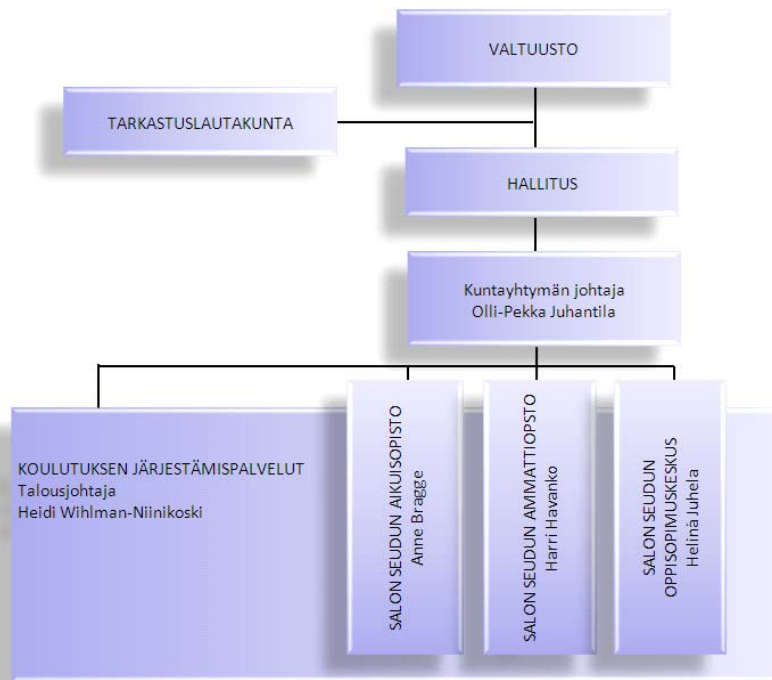 VALTUUSTO
TARKASTUSLAUTAKUNTA
HALLITUS
Kuntayhtymän johtaja
Olli-Pekka Juhantila
KOULUTUKSEN JÄRJESTÄMISPALVELUT
Talousjohtaja
Heidi Wihlman-Niinikoski
SALON SEUDUN AIKUISOPISTO
Anne Bragge
SALON SEUDUN AMMATTIOPSTO
Harri Havanko
SALON SEUDUN
OPPISOPIMUSKESKUS
Helinä Juhela